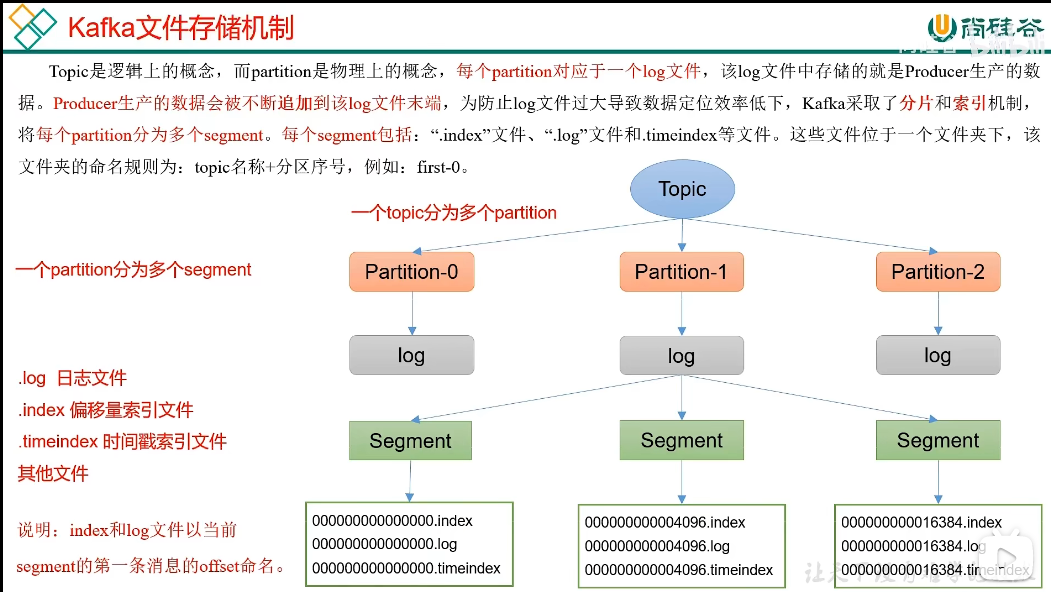 Kafka文件存储机制
尚硅谷
Topic是逻辑上的概念，而partition是物理上的概念，每个partition对应于一个log文件，该log文件中存储的就是Producer生产的数
据。Producer生产的数据会被不断追加到该log文件末端，为防止log文件过大导致数据定位效率低下，Kafka采取了分片和索引机制，
将每个partition分为多个segment。每个segment包括：“.index”文件、“.log”文件和.timeindex等文件。这些文件位于一个文件夹下，该
文件夹的命名规则为：topic名称+分区序号，例如：first-0。
Topic
一个topic分为多个partition
一个partition分为多个segment
Partition-0
Partition-1
Partition-2
log
log
log
.log 日志文件
.index 偏移量索引文件
.timeindex 时间戳索引文件
其他文件
Segment
Segment
Segment
说明：index和log文件以当前
segment的第一条消息的offset命名。
000000000000000.index
000000000000000.log
000000000000000.timeindex
000000000004096.index
000000000004096.log
000000000004096.timeindex
000000000016384.index
000000000016384.log
000000000016384.timeindex